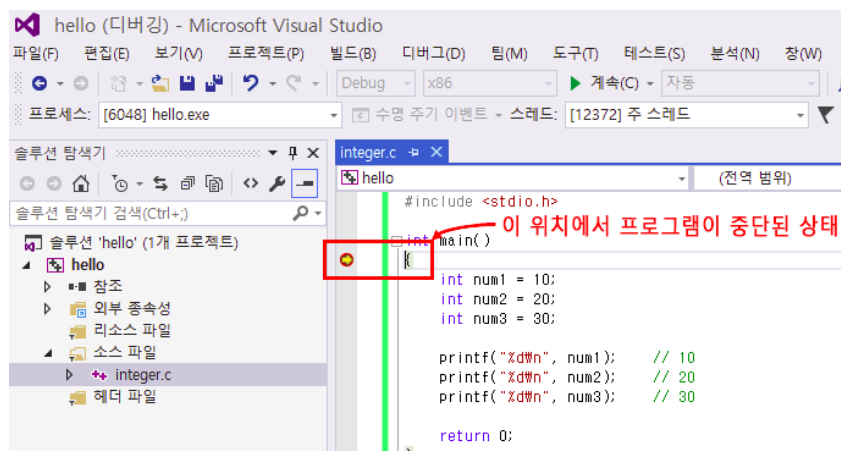 hello (디버깅) - Microsoft Visual Studio
파일(F) 편집(E) 보기(V) 프로젝트(P) 빌드(B) 디버그(D) 팀(M) 도구(T) 테스트(S) 분석(N) 창(W)
Debug x86 계속(C) 자동
프로세스: [6048] hello.exe 수명 주기 이벤트 스레드: [12372] 주 스레드
솔루션 탐색기
솔루션 탐색기 검색(Ctrl+;)
솔루션 'hello' (1개 프로젝트)
hello
참조
외부 종속성
리소스 파일
소스 파일
integer.c
헤더 파일
integer.c
hello (전역 범위)
#include <stdio.h>
이 위치에서 프로그램이 중단된 상태
int main()
{
int num1 = 10;
int num2 = 20;
int num3 = 30;
printf("%d₩n", num1); // 10
printf("%d₩n", num2); // 20
printf("%d₩n", num3); // 30
return 0;